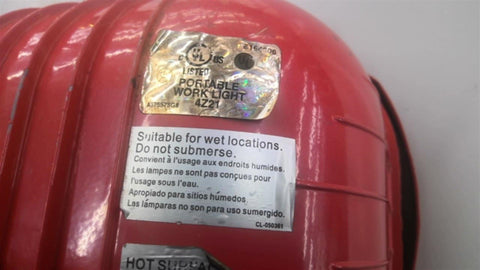 C UL US
LISTED
PORTABLE
WORK LIGHT
4Z21
Suitable for wet locations.
Do not submerse.
Convient à l'usage aux endroits humides.
Les lampes ne sont pas conçues pour
l'usage sous l'eau.
Apropiado para sitios húmedos.
Las lámparas no son para uso sumergido.
CL-050361
HOT